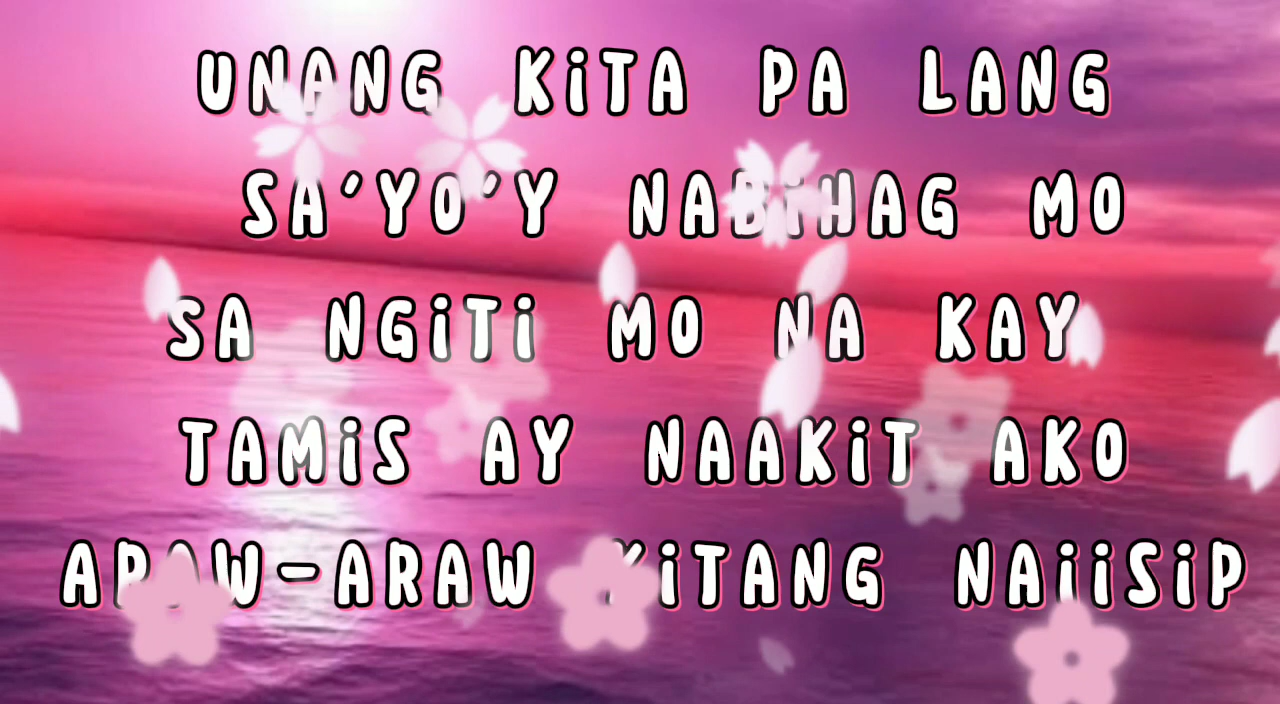 UNANG KiTA PA LANG
SA'YO'Y NABiHAG MO
SA NGiTi MO NA KAY
TAMiS AY NAAKiT AKO
ARAW-ARAW KiTANG NAiiSiP